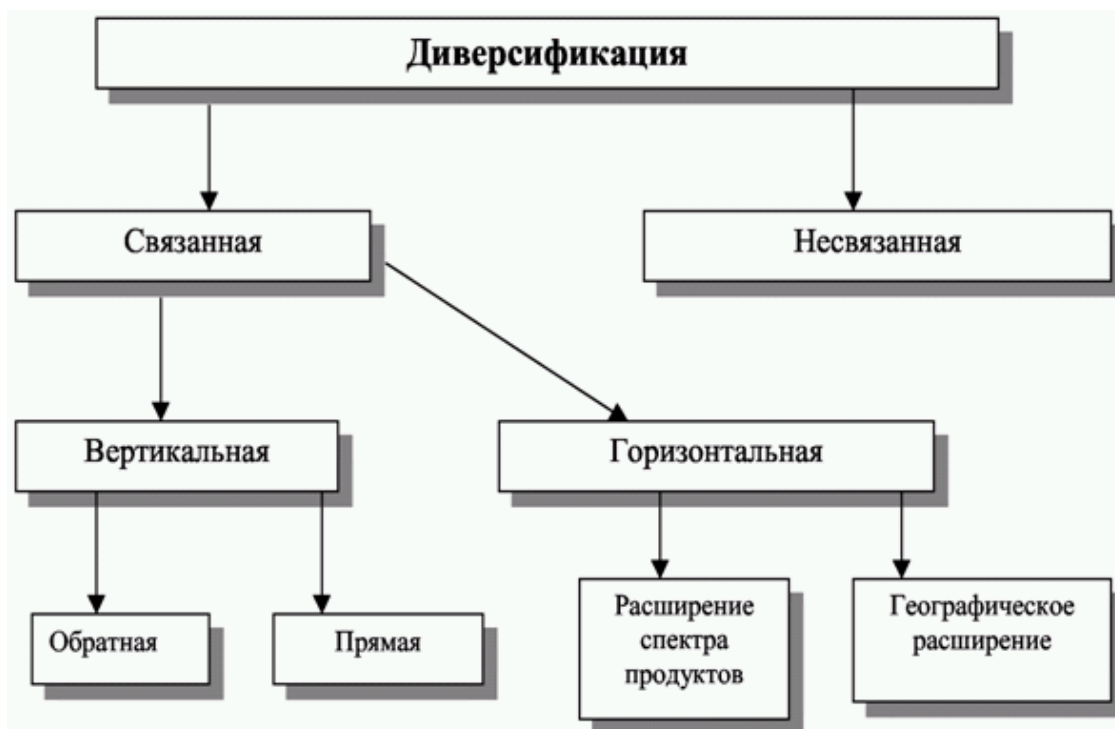 Диверсификация
Связанная
Несвязанная
Вертикальная
Горизонтальная
Обратная
Прямая
Расширение
спектра
продуктов
Географическое
расширение